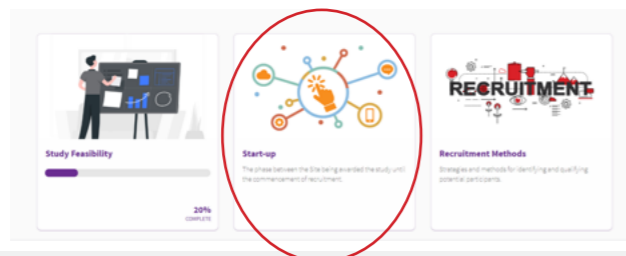 RECRUITMENT
Study Feasibility
20%
COMPLETE
Start-up
The phase between the Site being awarded the study until
the commencement of recruitment.
Recruitment Methods
Strategies and methods for identifying and qualifying
potential participants.